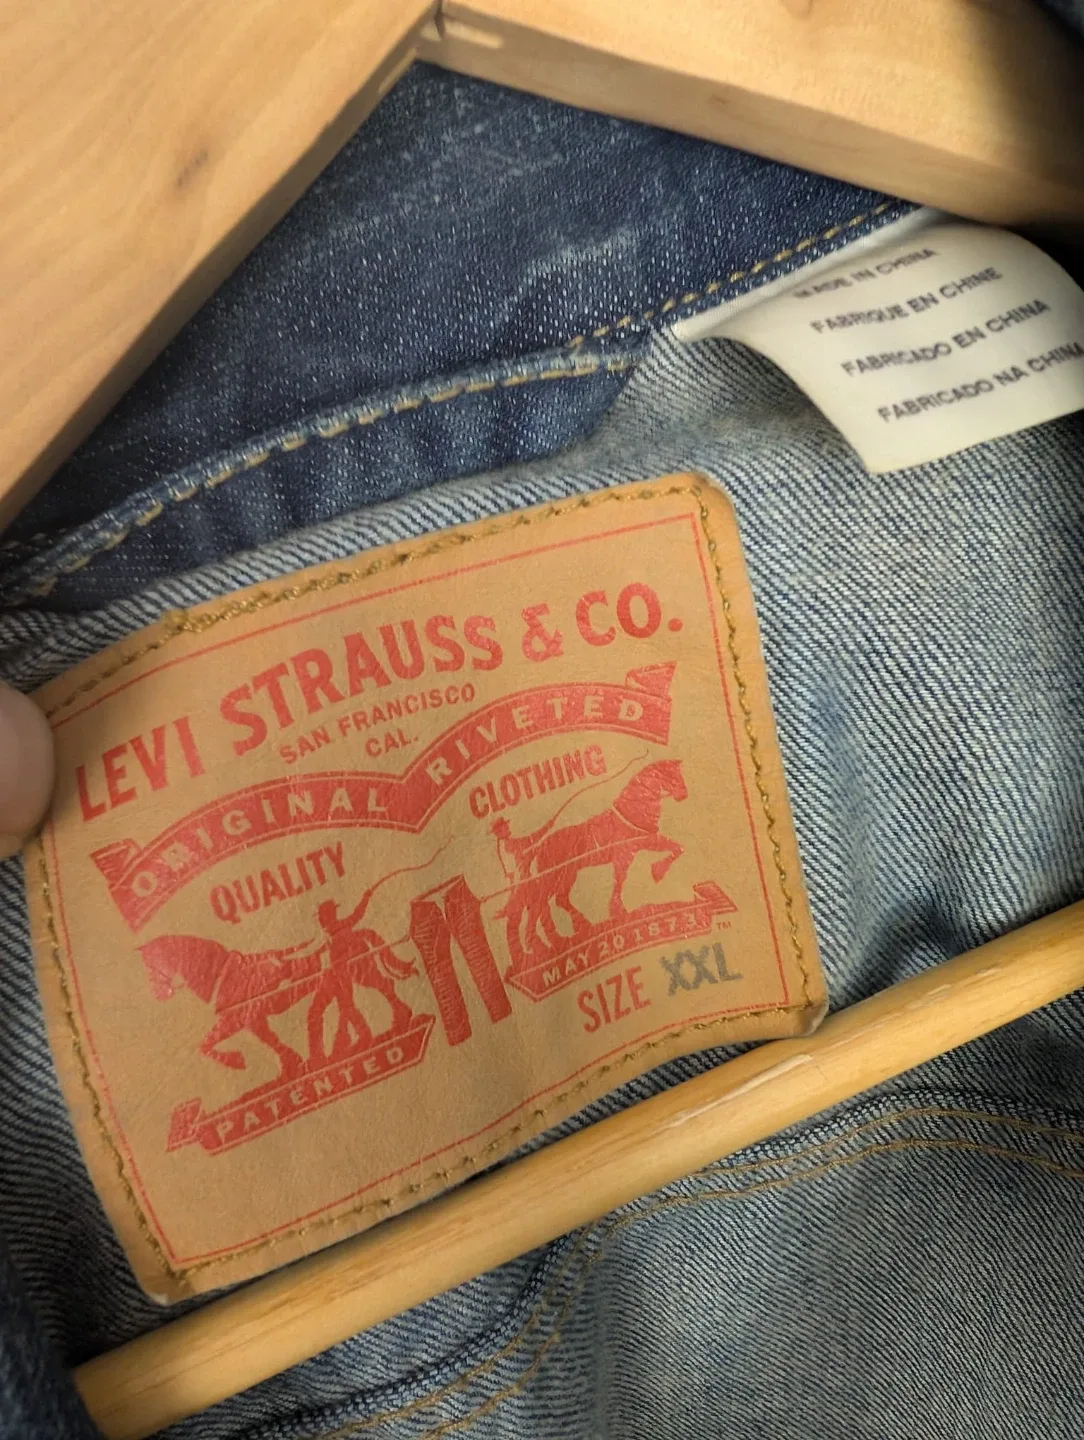 MADE IN CHINA
FABRIQUE EN CHINE
FABRICADO EN CHINA
FABRICADO NA CHINA
LEVI STRAUSS & CO.
SAN FRANCISCO
CAL.
ORIGINAL RIVETED
QUALITY CLOTHING
PATENTED MAY 20 1873 ™
SIZE XXL